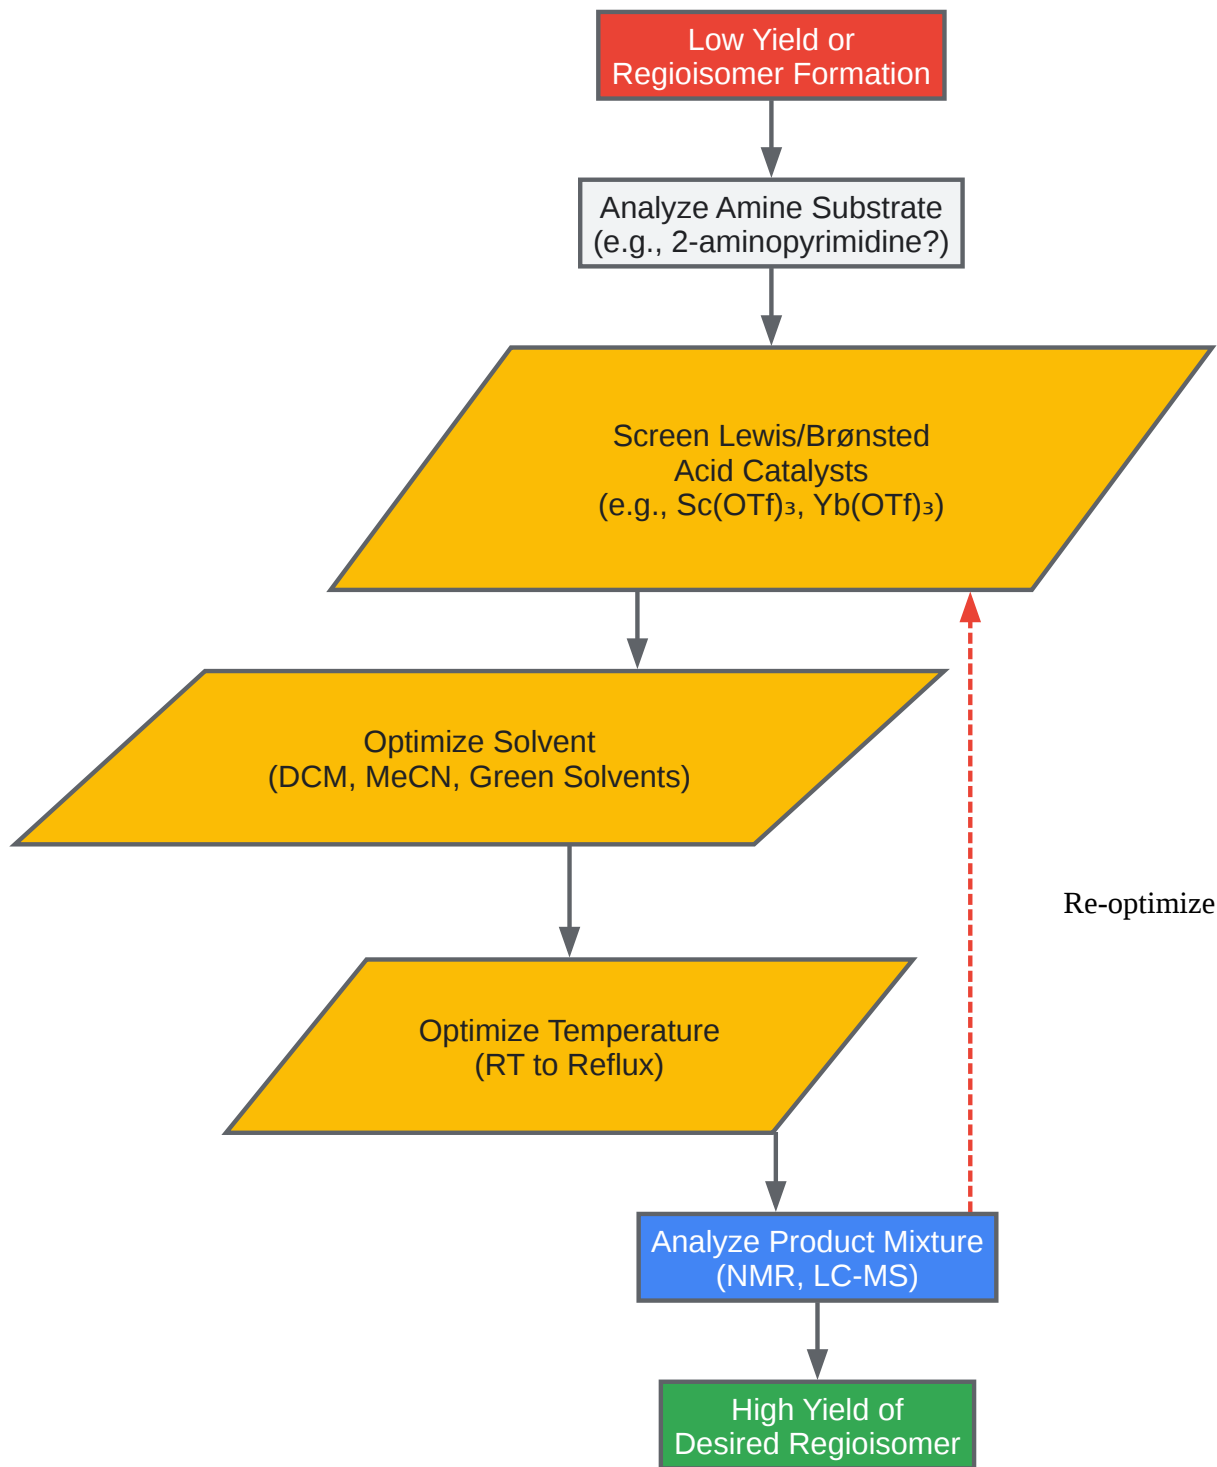 Low Yield or
Regioisomer Formation
Analyze Amine Substrate
(e.g., 2-aminopyrimidine?)
Screen Lewis/Brønsted
Acid Catalysts
(e.g., Sc(OTf)₃, Yb(OTf)₃)
Optimize Solvent
(DCM, MeCN, Green Solvents)
Re-optimize
Optimize Temperature
(RT to Reflux)
Analyze Product Mixture
(NMR, LC-MS)
High Yield of
Desired Regioisomer